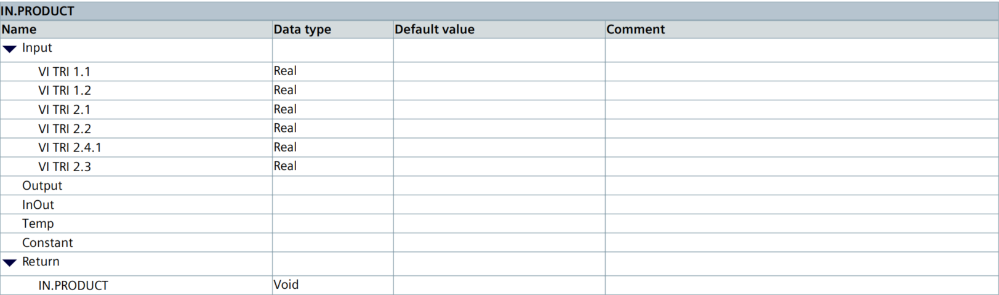 IN.PRODUCT
Name Data type Default value Comment
Input
VI TRI 1.1 Real
VI TRI 1.2 Real
VI TRI 2.1 Real
VI TRI 2.2 Real
VI TRI 2.4.1 Real
VI TRI 2.3 Real
Output
InOut
Temp
Constant
Return
IN.PRODUCT Void